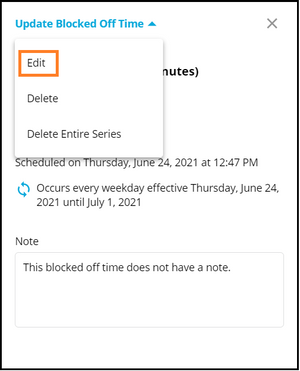 Update Blocked Off Time
Edit
nutes)
Delete
Delete Entire Series
Scheduled on Thursday, June 24, 2021 at 12:47 PM
Occurs every weekday effective Thursday, June 24,
2021 until July 1, 2021
Note
This blocked off time does not have a note.